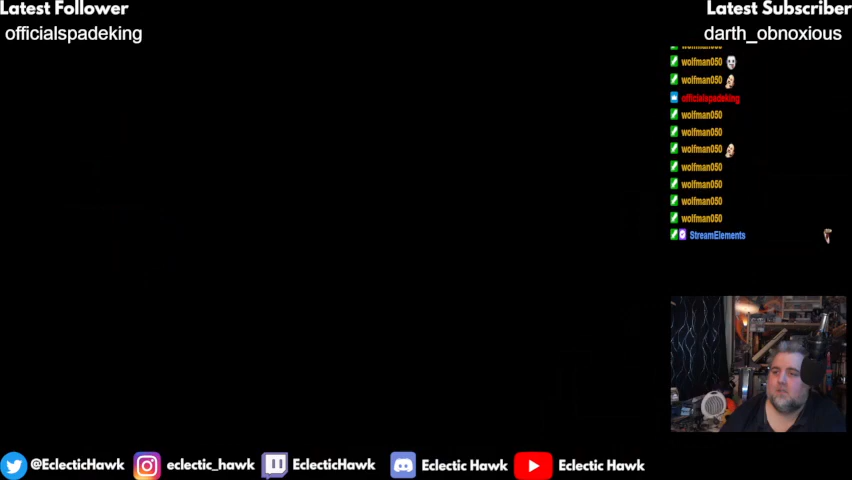 Latest Follower
officialspadeking
Latest Subscriber
darth_obnoxious
wolfman050
wolfman050
wolfman050
officialspadeking
wolfman050
wolfman050
wolfman050
wolfman050
wolfman050
wolfman050
wolfman050
StreamElements
@EclecticHawk
eclectic_hawk
EclecticHawk
Eclectic Hawk
Eclectic Hawk